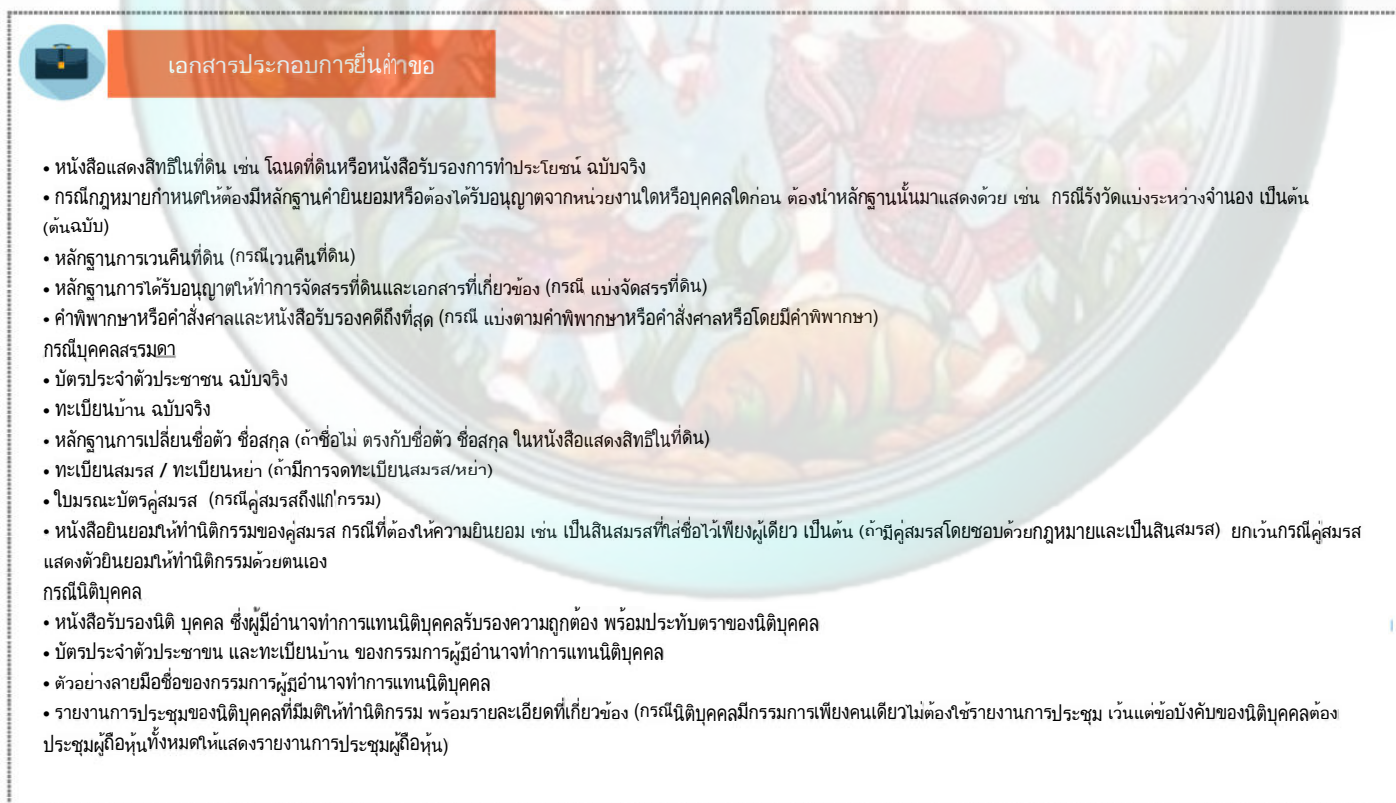 เอกสารประกอบการยื่นคำขอ
• หนังสือแสดงสิทธิในที่ดิน เช่น โฉนดที่ดินหรือหนังสือรับรองการทำประโยชน์ ฉบับจริง
• กรณีกฎหมายกำหนดให้ต้องมีหลักฐานคำยินยอมหรือต้องได้รับอนุญาตจากหน่วยงานใดหรือบุคคลใดก่อน ต้องนำหลักฐานนั้นมาแสดงด้วย เช่น กรณีรังวัดแบ่งระหว่างจำนอง เป็นต้น
(ต้นฉบับ)
• หลักฐานการเวนคืนที่ดิน (กรณีเวนคืนที่ดิน)
• หลักฐานการได้รับอนุญาตให้ทำการจัดสรรที่ดินและเอกสารที่เกี่ยวข้อง (กรณี แบ่งจัดสรรที่ดิน)
• คำพิพากษาหรือคำสั่งศาลและหนังสือรับรองคดีถึงที่สุด (กรณี แบ่งตามคำพิพากษาหรือคำสั่งศาลหรือโดยมีคำพิพากษา)
กรณีบุคคลสรรมดา
• บัตรประจำตัวประชาชน ฉบับจริง
• ทะเบียนบ้าน ฉบับจริง
• หลักฐานการเปลี่ยนชื่อตัว ชื่อสกุล (ถ้าชื่อไม่ ตรงกับชื่อตัว ชื่อสกุล ในหนังสือแสดงสิทธิในที่ดิน)
• ทะเบียนสมรส / ทะเบียนหย่า (ถ้ามีการจดทะเบียนสมรส/หย่า)
• ใบมรณะบัตรคู่สมรส (กรณีคู่สมรสถึงแก่กรรม)
• หนังสือยินยอมให้ทำนิติกรรมของคู่สมรส กรณีที่ต้องให้ความยินยอม เช่น เป็นสินสมรสที่ใส่ชื่อไว้เพียงผู้เดียว เป็นต้น (ถ้ามีคู่สมรสโดยชอบด้วยกฎหมายและเป็นสินสมรส) ยกเว้นกรณีคู่สมรส
แสดงตัวยินยอมให้ทำนิติกรรมด้วยตนเอง
กรณีนิติบุคคล
• หนังสือรับรองนิติ บุคคล ซึ่งผู้มีอำนาจทำการแทนนิติบุคคลรับรองความถูกต้อง พร้อมประทับตราของนิติบุคคล
• บัตรประจำตัวประชาขน และทะเบียนบ้าน ของกรรมการผู้มีอำนาจทำการแทนนิติบุคคล
• ตัวอย่างลายมือชื่อของกรรมการผู้มีอำนาจทำการแทนนิติบุคคล
• รายงานการประชุมของนิติบุคคลที่มีมติให้ทำนิติกรรม พร้อมรายละเอียดที่เกี่ยวข้อง (กรณีนิติบุคคลมีกรรมการเพียงคนเดียวไม่ต้องใช้รายงานการประชุม เว้นแต่ข้อบังคับของนิติบุคคลต้อง
ประชุมผู้ถือหุ้นทั้งหมดให้แสดงรายงานการประชุมผู้ถือหุ้น)